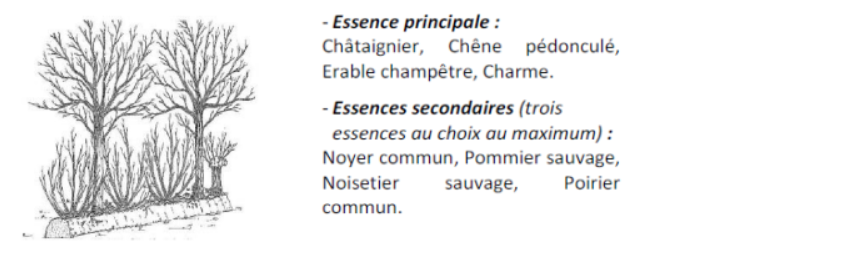 - Essence principale :
Châtaignier, Chêne pédonculé,
Erable champêtre, Charme.
- Essences secondaires (trois
essences au choix au maximum) :
Noyer commun, Pommier sauvage,
Noisetier sauvage, Poirier
commun.